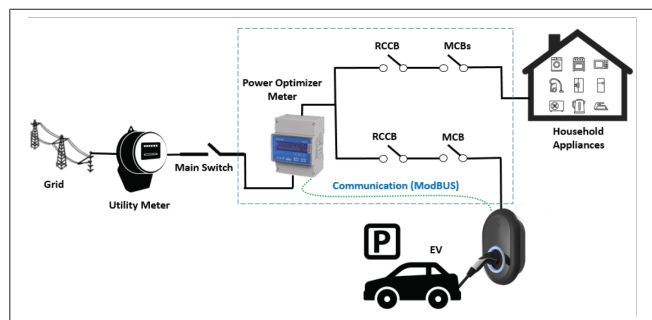 RCCB
MCBs
Power Optimizer
Meter
Household
Appliances
RCCB
MCB
Grid
Utility Meter
Main Switch
Communication (ModBUS)
P
EV